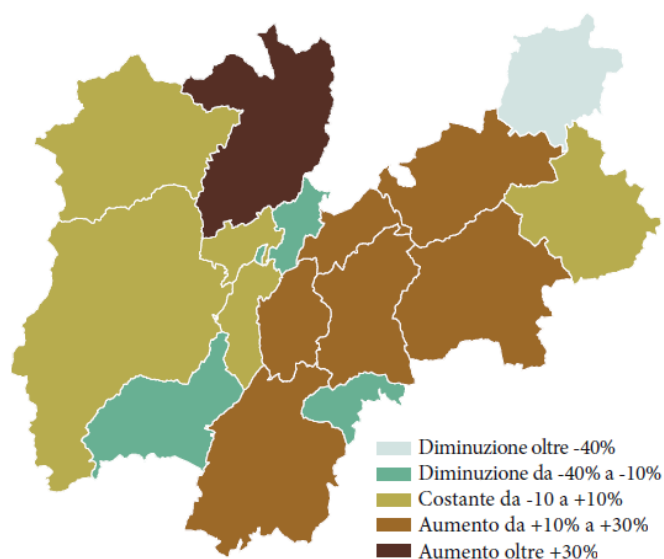 Diminuzione oltre -40%
Diminuzione da -40% a -10%
Costante da -10 a +10%
Aumento da +10% a +30%
Aumento oltre +30%